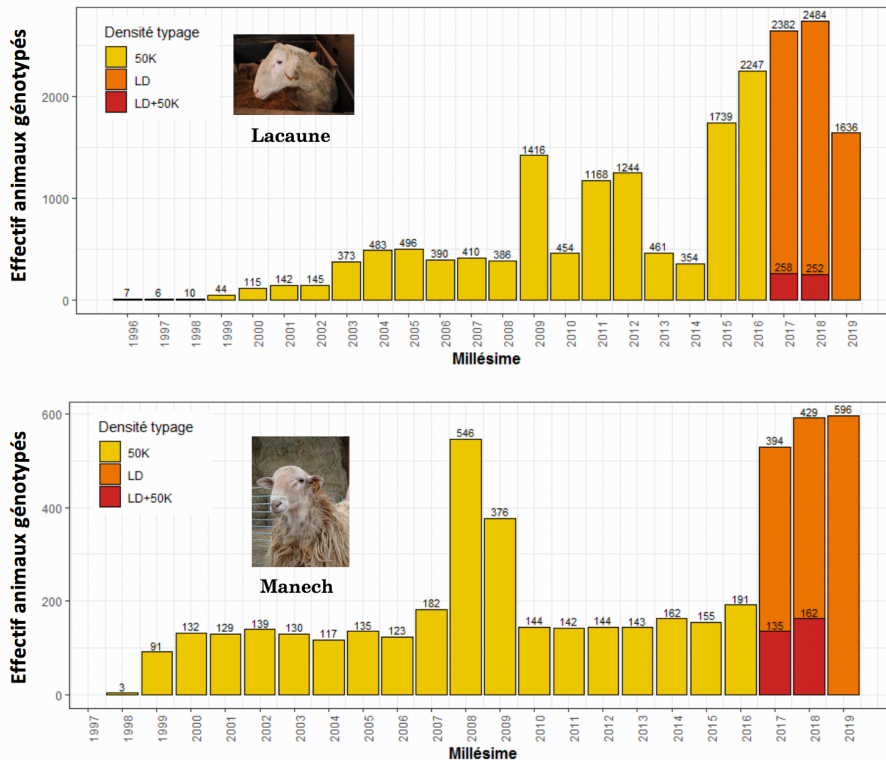 Densité typage
50K
LD
LD+50K
Lacaune
Effectif animaux génotypés
2000
1000
0
7 6 10 44 115 142 145 373 483 496 390 410 386 1416 454 1168 1244 461 354 1739 2247 2382 258 2484 252 1636
1996 1997 1998 1999 2000 2001 2002 2003 2004 2005 2006 2007 2008 2009 2010 2011 2012 2013 2014 2015 2016 2017 2018 2019
Millésime
Densité typage
50K
LD
LD+50K
Manech
Effectif animaux génotypés
600
400
200
0
3 91 132 129 139 130 117 135 123 182 546 376 144 142 144 143 162 155 191 394 135 429 162 596
1997 1998 1999 2000 2001 2002 2003 2004 2005 2006 2007 2008 2009 2010 2011 2012 2013 2014 2015 2016 2017 2018 2019
Millésime